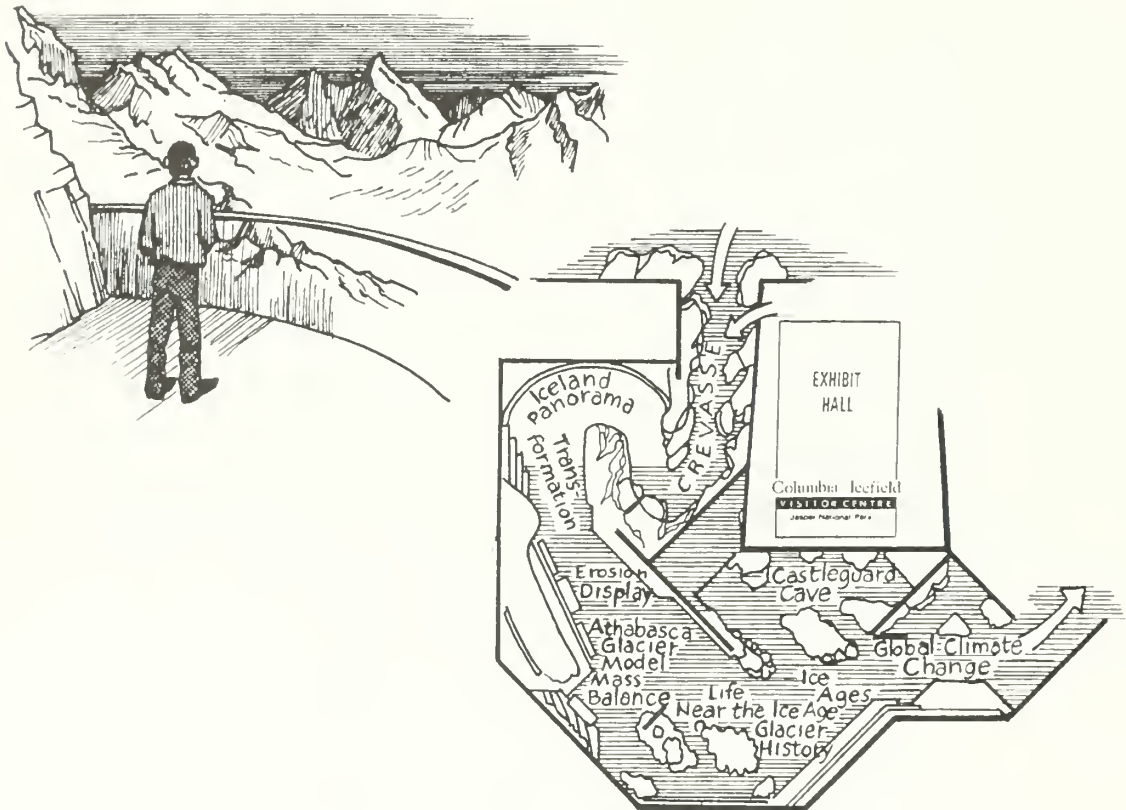 Iceland
Panorama
Trans-
formation
CREVASSE
EXHIBIT
HALL
Columbia Icefield
VISITOR CENTRE
Jasper National Park
Erosion
Display
Castleguard
Cave
Athabasca
Glacier
Model
Mass
Balance
Global Climate
Change
Life
Near the Ice Age
Ice
Ages
Glacier
History